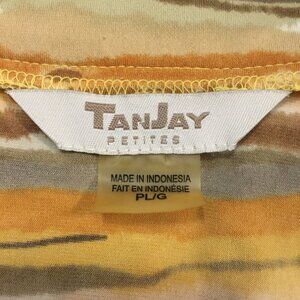 TANJAY
PETITES
MADE IN INDONESIA
FAIT EN INDONÉSIE
PL/G